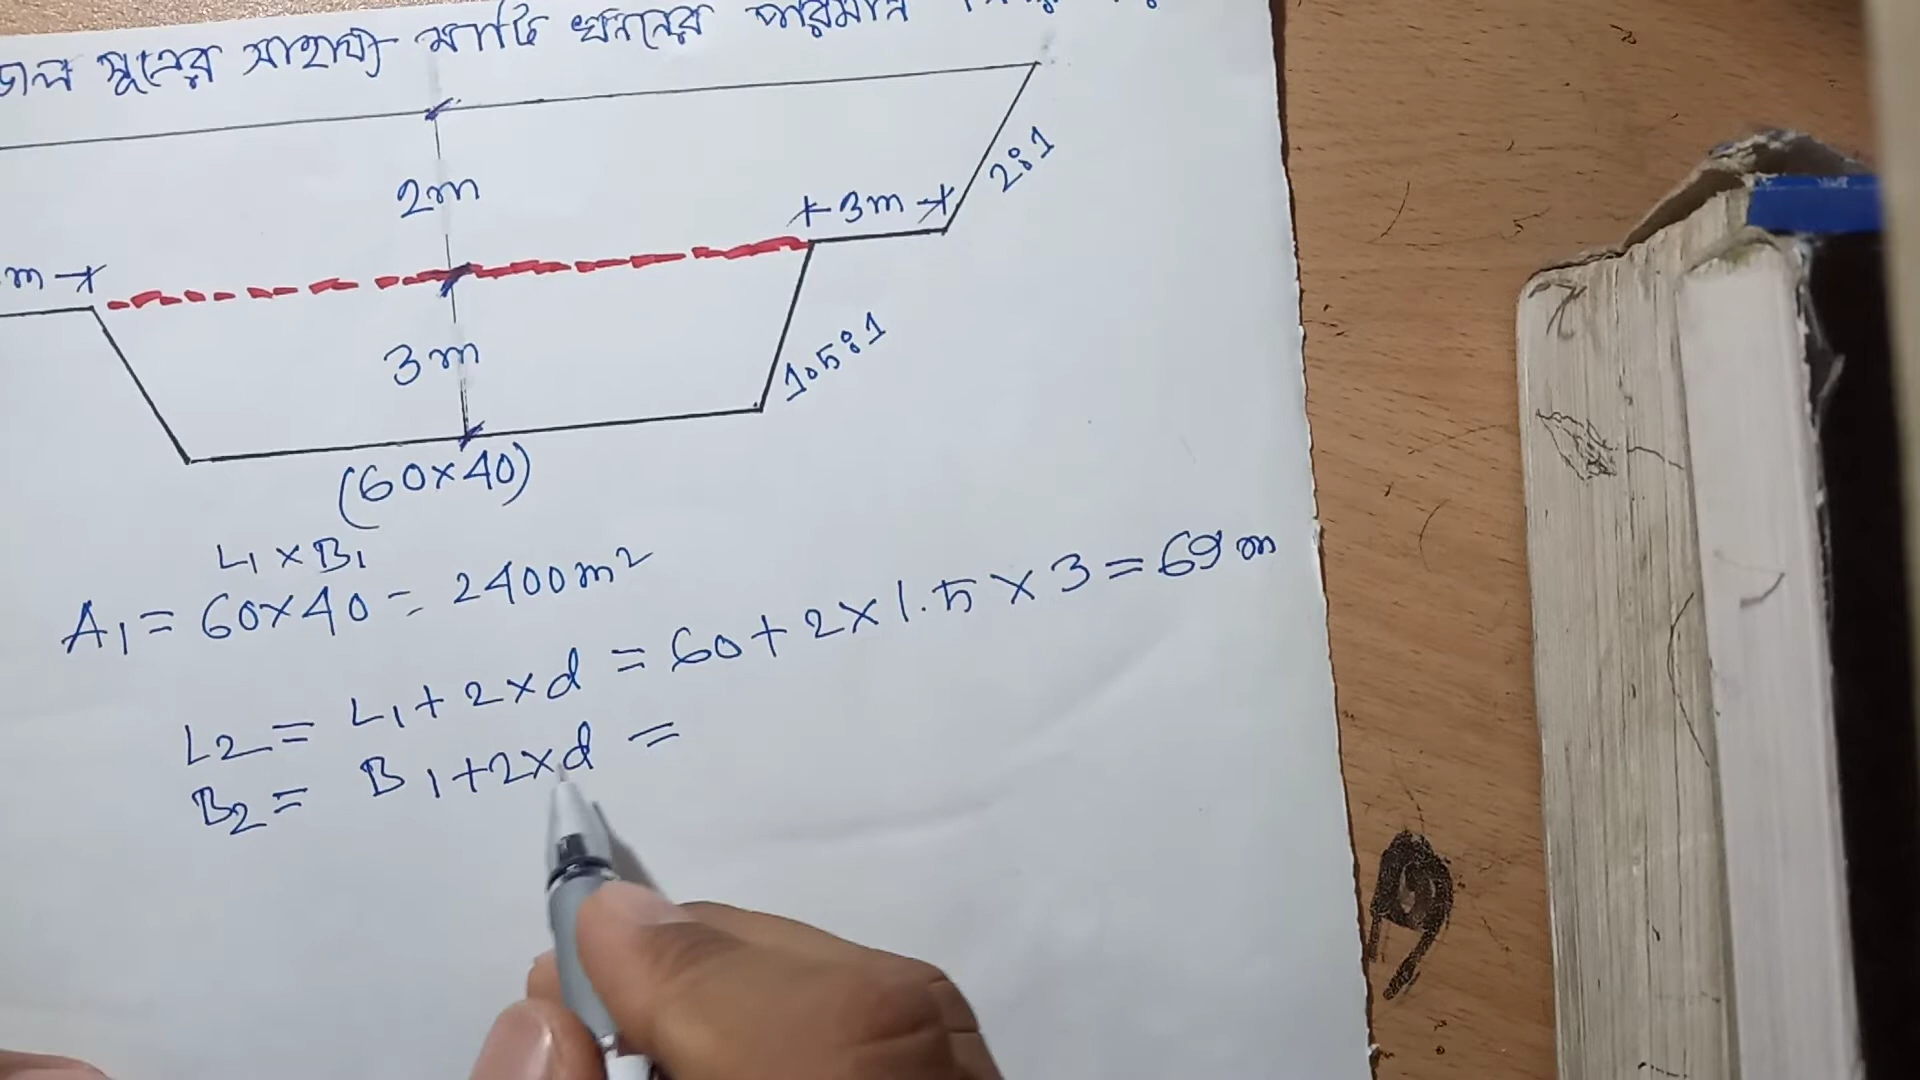 সূত্রের সাহায্যে মাটি খননের পরিমান
2m
3m
2:1
m
3m
1.5:1
(60×40)
L1 × B1
A1 = 60×40 = 2400m²
L2 = L1 + 2×d = 60 + 2×1.5×3 = 69 m
B2 = B1 + 2×d =